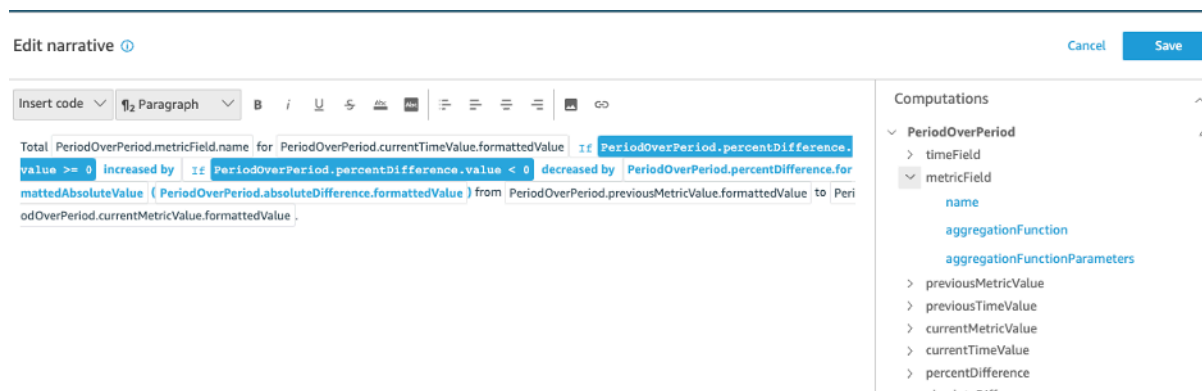 Edit narrative
Cancel
Save
Insert code
Paragraph
B i U S Abc Abc
Total PeriodOverPeriod.metricField.name for PeriodOverPeriod.currentTimeValue.formattedValue If PeriodOverPeriod.percentDifference.
value >= 0 increased by If PeriodOverPeriod.percentDifference.value < 0 decreased by PeriodOverPeriod.percentDifference.for
mattedAbsoluteValue ( PeriodOverPeriod.absoluteDifference.formattedValue ) from PeriodOverPeriod.previousMetricValue.formattedValue to Peri
odOverPeriod.currentMetricValue.formattedValue .
Computations
PeriodOverPeriod
timeField
metricField
name
aggregationFunction
aggregationFunctionParameters
previousMetricValue
previousTimeValue
currentMetricValue
currentTimeValue
percentDifference